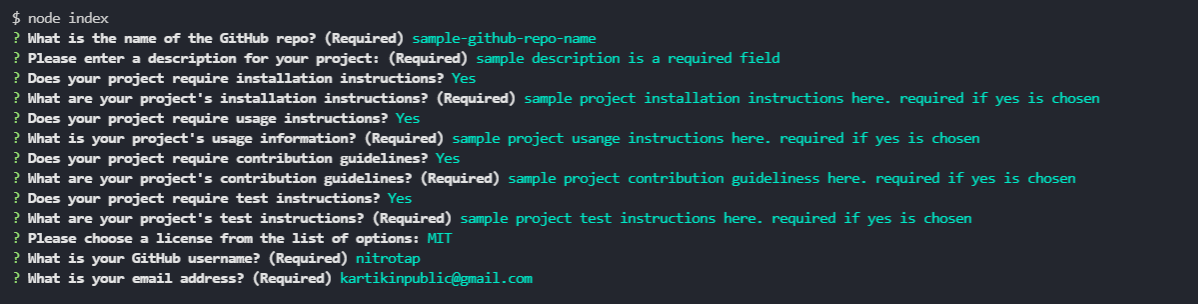 $ node index
? What is the name of the GitHub repo? (Required) sample-github-repo-name
? Please enter a description for your project: (Required) sample description is a required field
? Does your project require installation instructions? Yes
? What are your project's installation instructions? (Required) sample project installation instructions here. required if yes is chosen
? Does your project require usage instructions? Yes
? What is your project's usage information? (Required) sample project usange instructions here. required if yes is chosen
? Does your project require contribution guidelines? Yes
? What are your project's contribution guidelines? (Required) sample project contribution guideliness here. required if yes is chosen
? Does your project require test instructions? Yes
? What are your project's test instructions? (Required) sample project test instructions here. required if yes is chosen
? Please choose a license from the list of options: MIT
? What is your GitHub username? (Required) nitrotap
? What is your email address? (Required) kartikinpublic@gmail.com